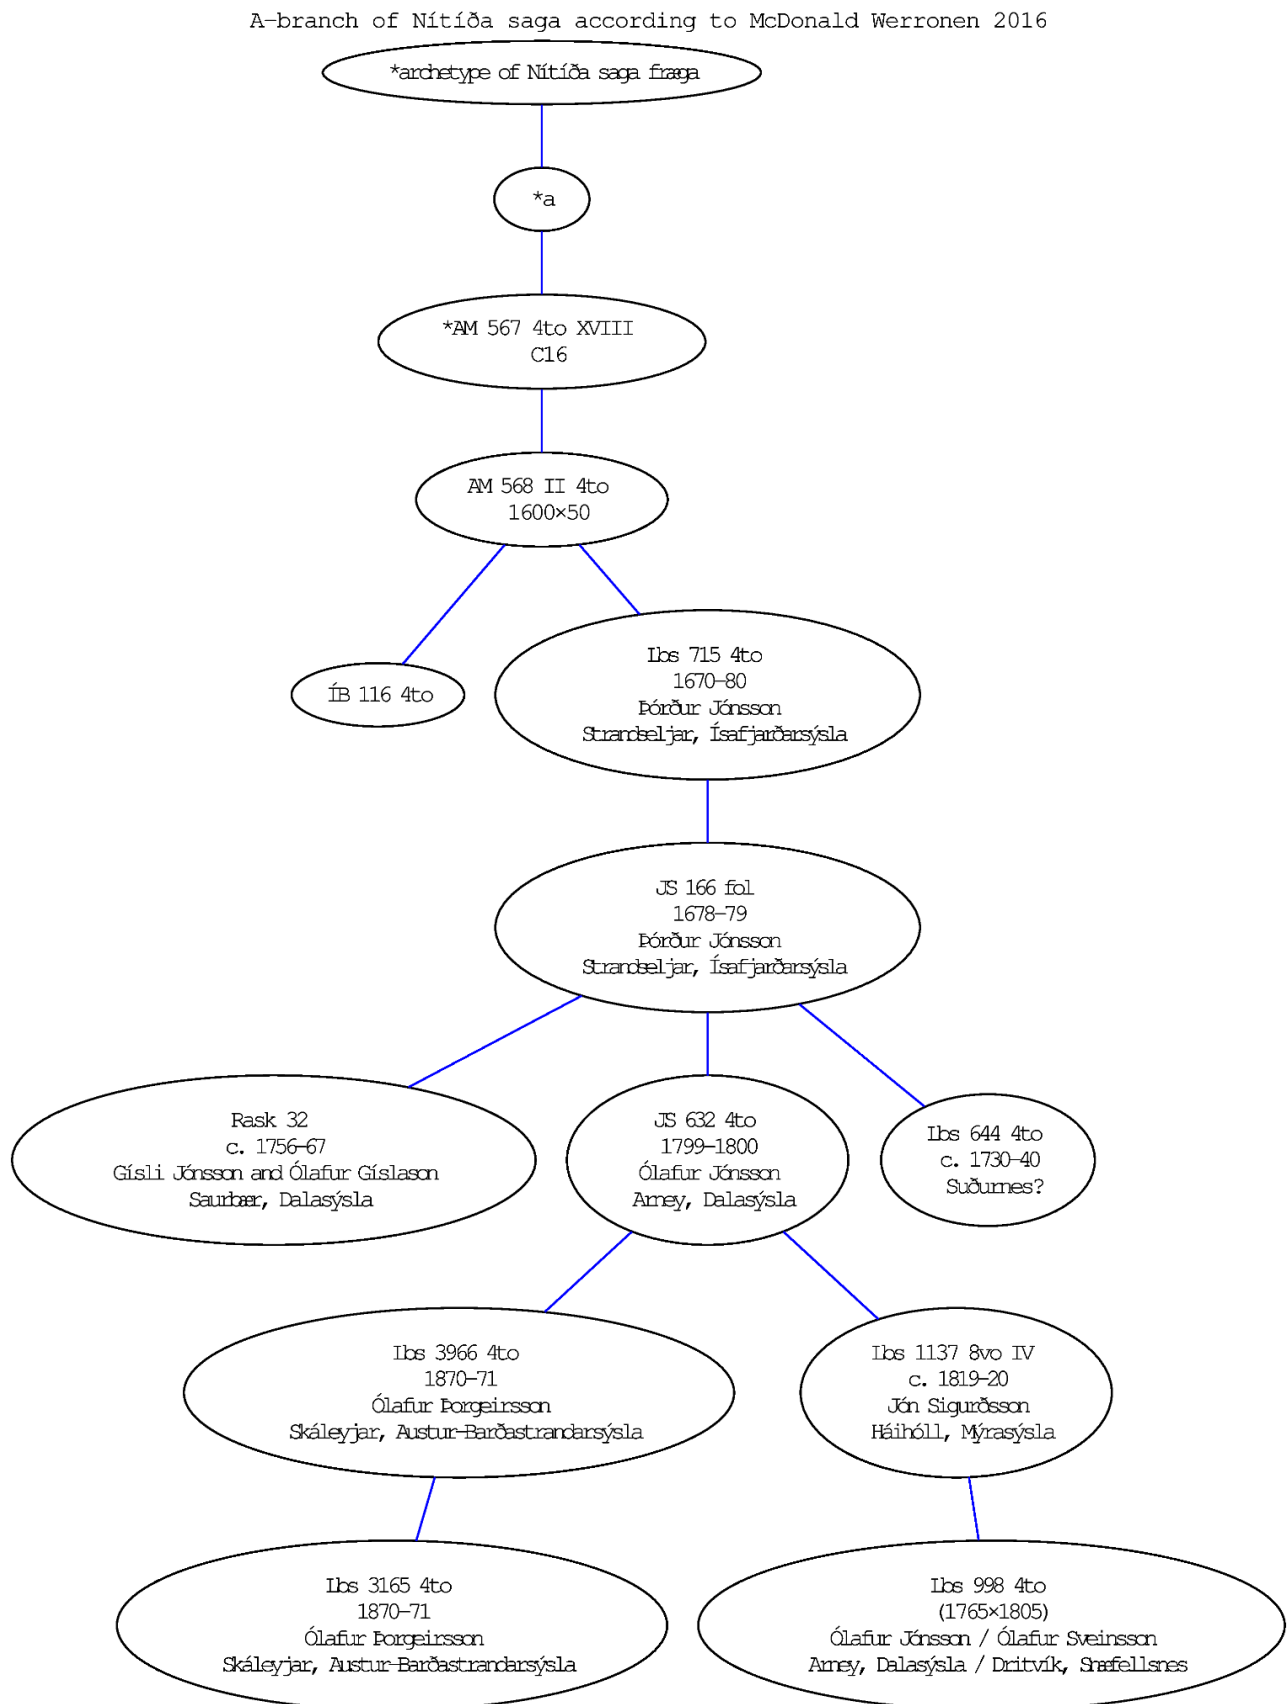 A-branch of Nítíða saga according to McDonald Werronen 2016
*archetype of Nítíða saga fræga
*a
*AM 567 4to XVIII
C16
AM 568 II 4to
1600×50
ÍB 116 4to
Lbs 715 4to
1670-80
Þórður Jónsson
Strandseljar, Ísafjarðarsýsla
JS 166 fol
1678-79
Þórður Jónsson
Strandseljar, Ísafjarðarsýsla
Rask 32
c. 1756-67
Gísli Jónsson and Ólafur Gíslason
Saurbær, Dalasýsla
JS 632 4to
1799-1800
Ólafur Jónsson
Arney, Dalasýsla
Lbs 644 4to
c. 1730-40
Suðurnes?
Lbs 3966 4to
1870-71
Ólafur Þorgeirsson
Skáleyjar, Austur-Barðastrandarsýsla
Lbs 1137 8vo IV
c. 1819-20
Jón Sigurðsson
Háihóll, Mýrasýsla
Lbs 3165 4to
1870-71
Ólafur Þorgeirsson
Skáleyjar, Austur-Barðastrandarsýsla
Lbs 998 4to
(1765×1805)
Ólafur Jónsson / Ólafur Sveinsson
Arney, Dalasýsla / Dritvík, Snæfellsnes